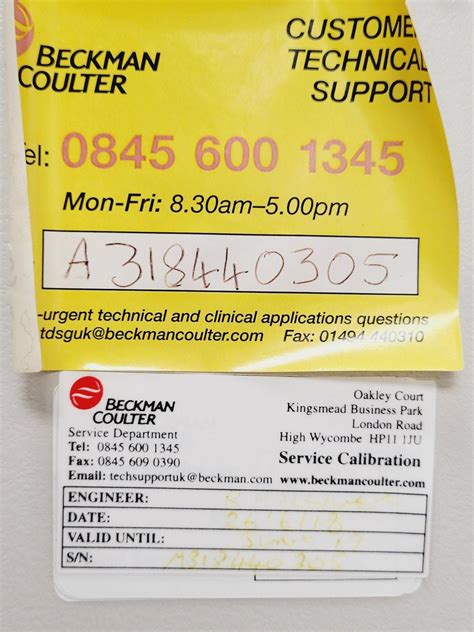 BECKMAN
COULTER
CUSTOME
TECHNICAL
SUPPORT
el: 0845 600 1345
Mon-Fri: 8.30am–5.00pm
A318440305
-urgent technical and clinical applications questions
tdsguk@beckmancoulter.com Fax: 01494 440310
BECKMAN
COULTER
Oakley Court
Kingsmead Business Park
London Road
High Wycombe HP11 1JU
Service Department
Tel: 0845 600 1345
Fax: 0845 609 0390
Service Calibration
Email: techsupportuk@beckman.com www.beckmancoulter.com
ENGINEER:
DATE:
VALID UNTIL:
S/N: A318440305